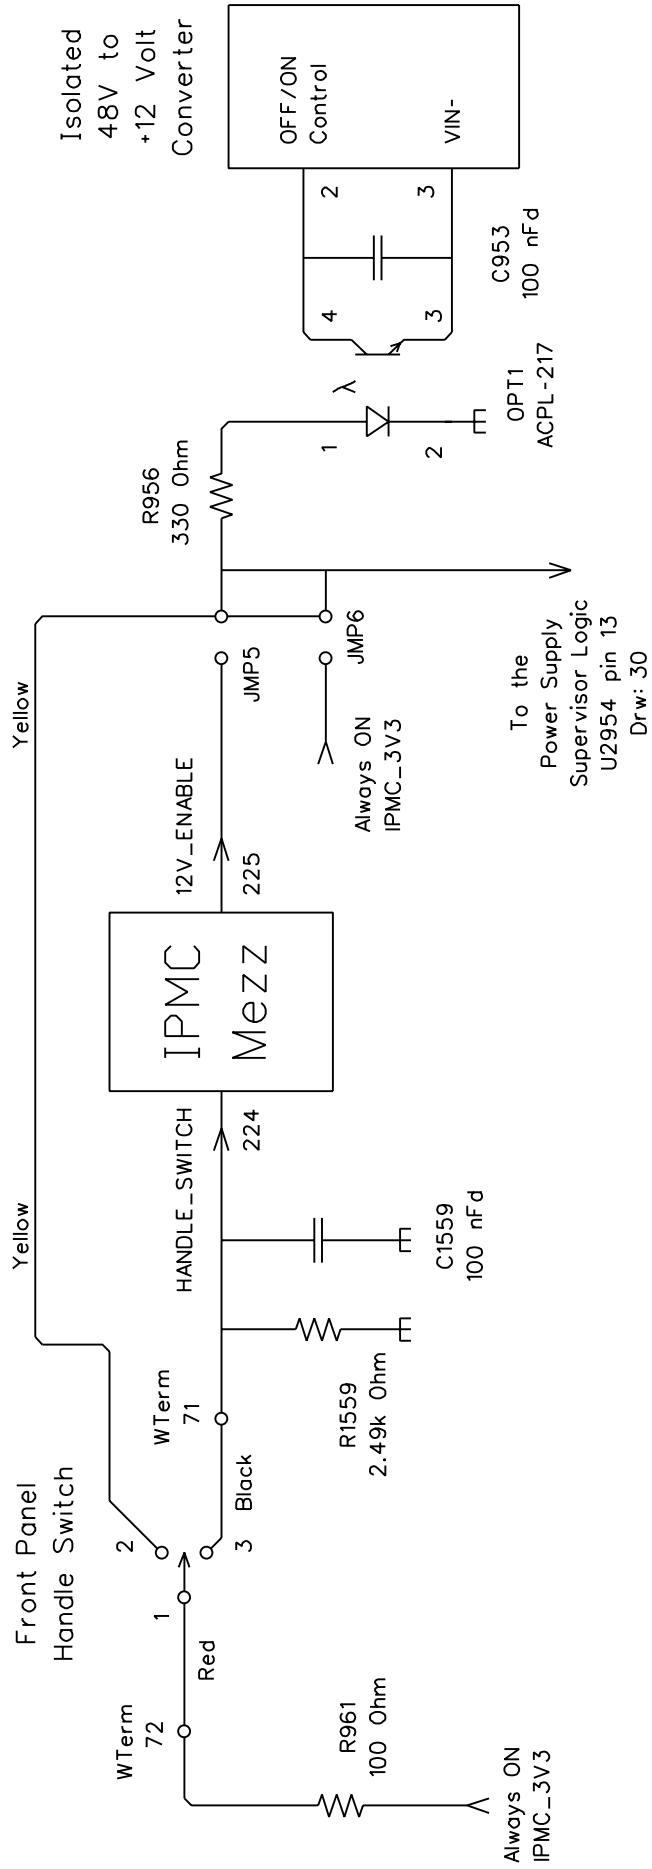 Front Panel
Handle Switch
WTerm
72
Red
1
2
3
Black
WTerm
71
Yellow
Yellow
R961
100 Ohm
Always ON
IPMC_3V3
R1559
2.49k Ohm
C1559
100 nFd
HANDLE_SWITCH
224
IPMC
Mezz
12V_ENABLE
225
JMP5
JMP6
Always ON
IPMC_3V3
To the
Power Supply
Supervisor Logic
U2954 pin 13
Drw: 30
R956
330 Ohm
1
2
λ
OPT1
ACPL-217
4
3
C953
100 nFd
2
3
Isolated
48V to
+12 Volt
Converter
OFF/ON
Control
VIN-